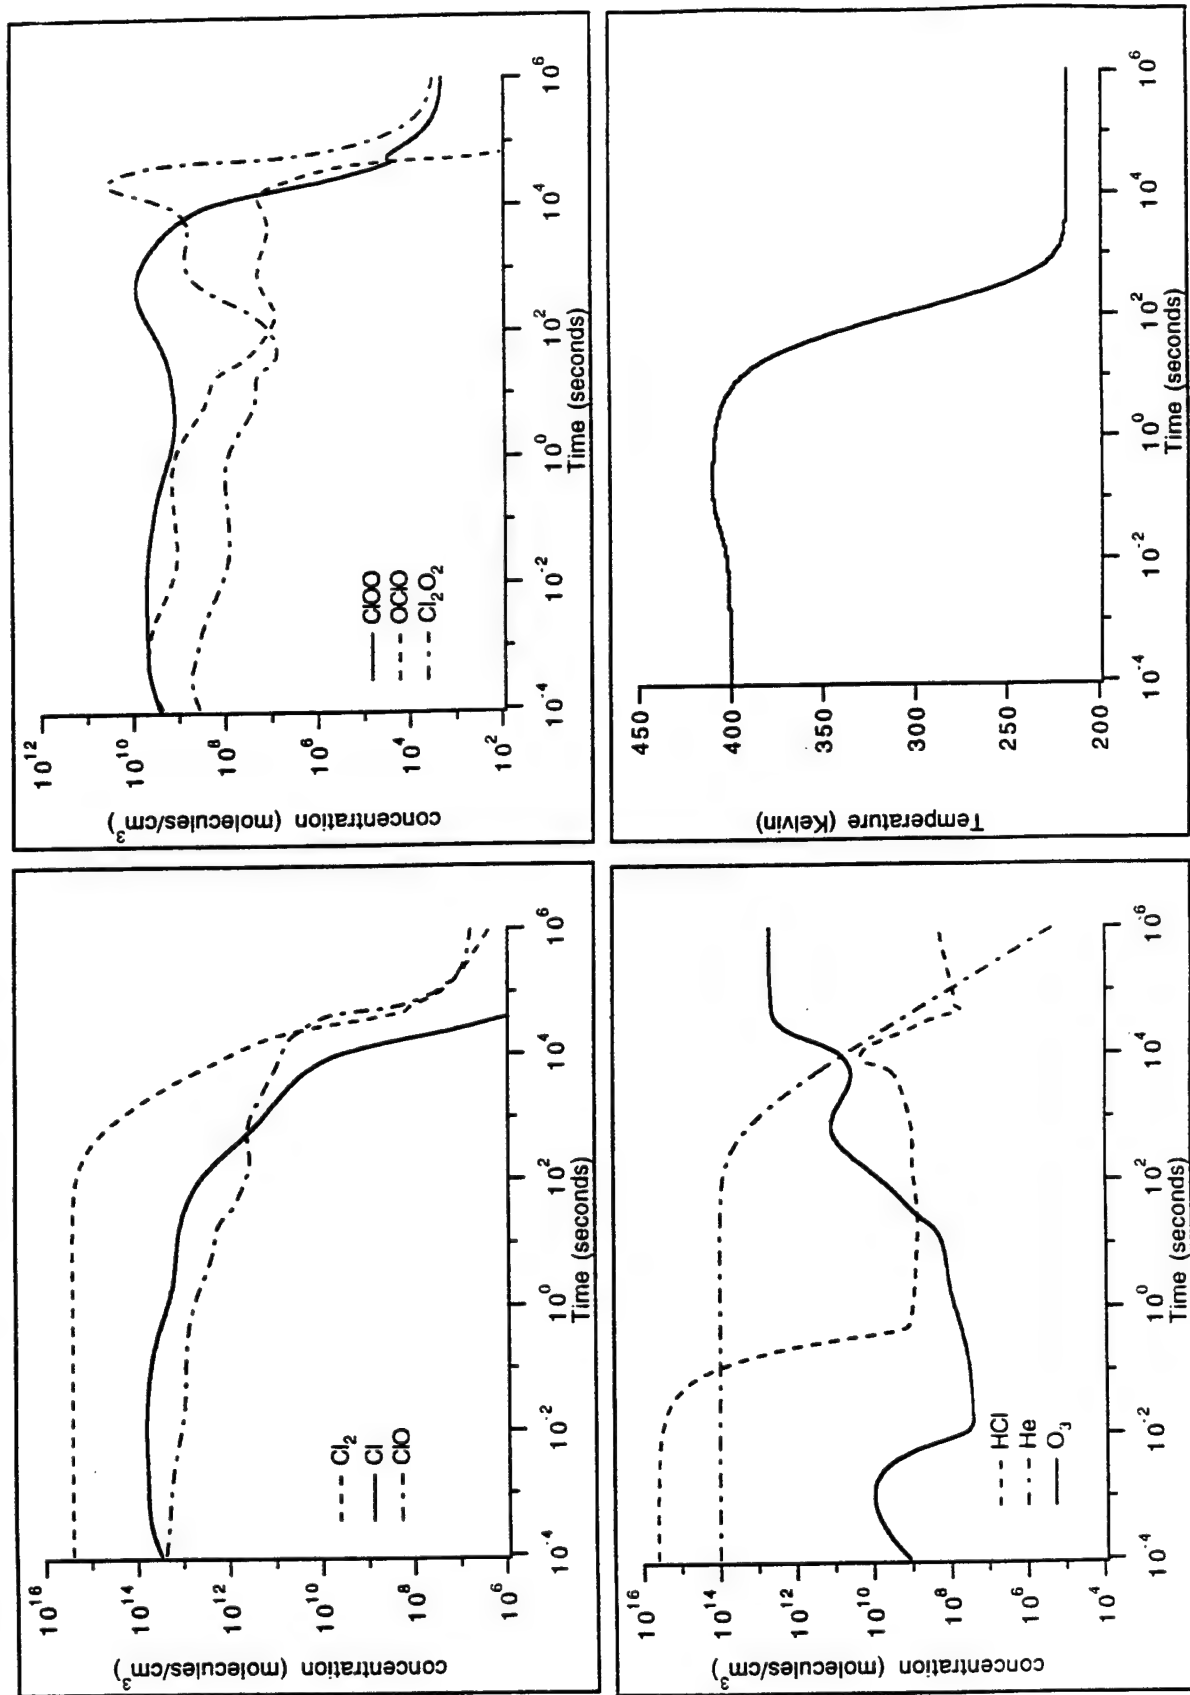 concentration (molecules/cm³)
10¹⁶
10¹⁴
10¹²
10¹⁰
10⁸
10⁶
Cl₂
Cl
ClO
10⁻⁴
10⁻²
10⁰
10²
10⁴
10⁶
Time (seconds)
concentration (molecules/cm³)
10¹²
10¹⁰
10⁸
10⁶
10⁴
10²
ClOO
OClO
Cl₂O₂
10⁻⁴
10⁻²
10⁰
10²
10⁴
10⁶
Time (seconds)
concentration (molecules/cm³)
10¹⁶
10¹⁴
10¹²
10¹⁰
10⁸
10⁶
10⁴
HCl
He
O₃
10⁻⁴
10⁻²
10⁰
10²
10⁴
10⁶
Time (seconds)
Temperature (Kelvin)
450
400
350
300
250
200
10⁻⁴
10⁻²
10⁰
10²
10⁴
10⁶
Time (seconds)